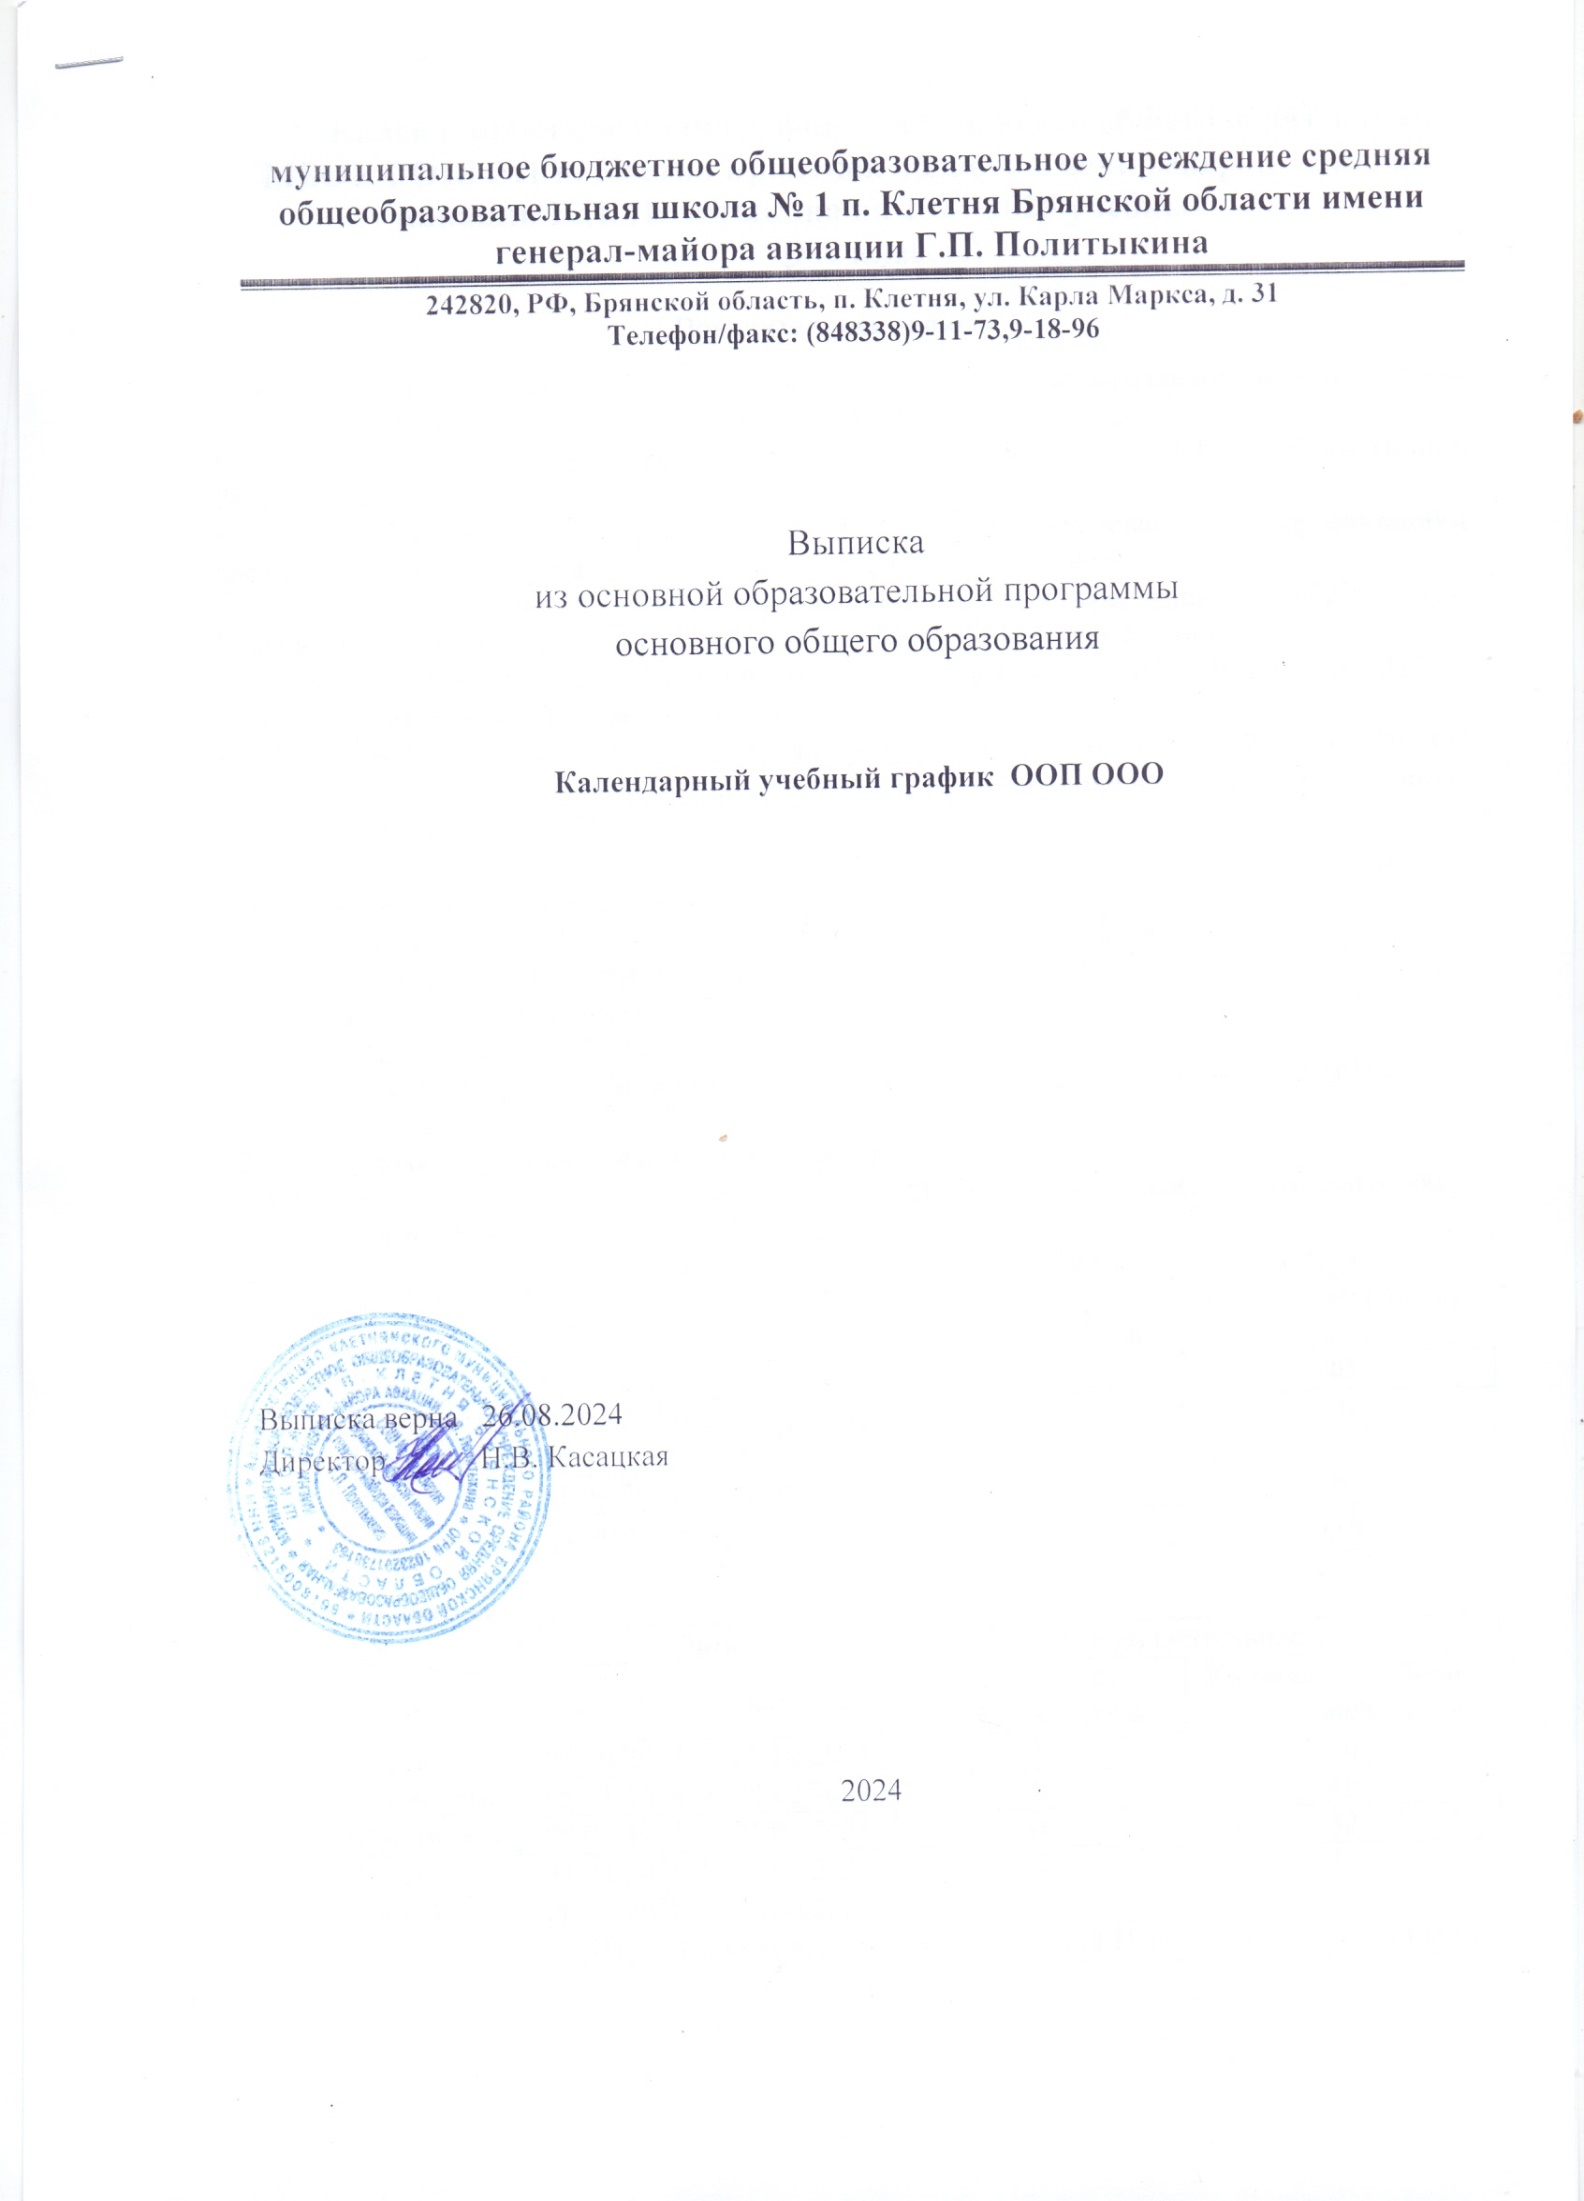 муниципальное бюджетное общеобразовательное учреждение средняя
общеобразовательная школа № 1 п. Клетня Брянской области имени
генерал-майора авиации Г.П. Политыкина
242820, РФ, Брянской область, п. Клетня, ул. Карла Маркса, д. 31
Телефон/факс: (848338)9-11-73,9-18-96
Выписка
из основной образовательной программы
основного общего образования
Календарный учебный график ООП ООО
Выписка верна 26.08.2024
Директор Н.В. Касацкая
2024